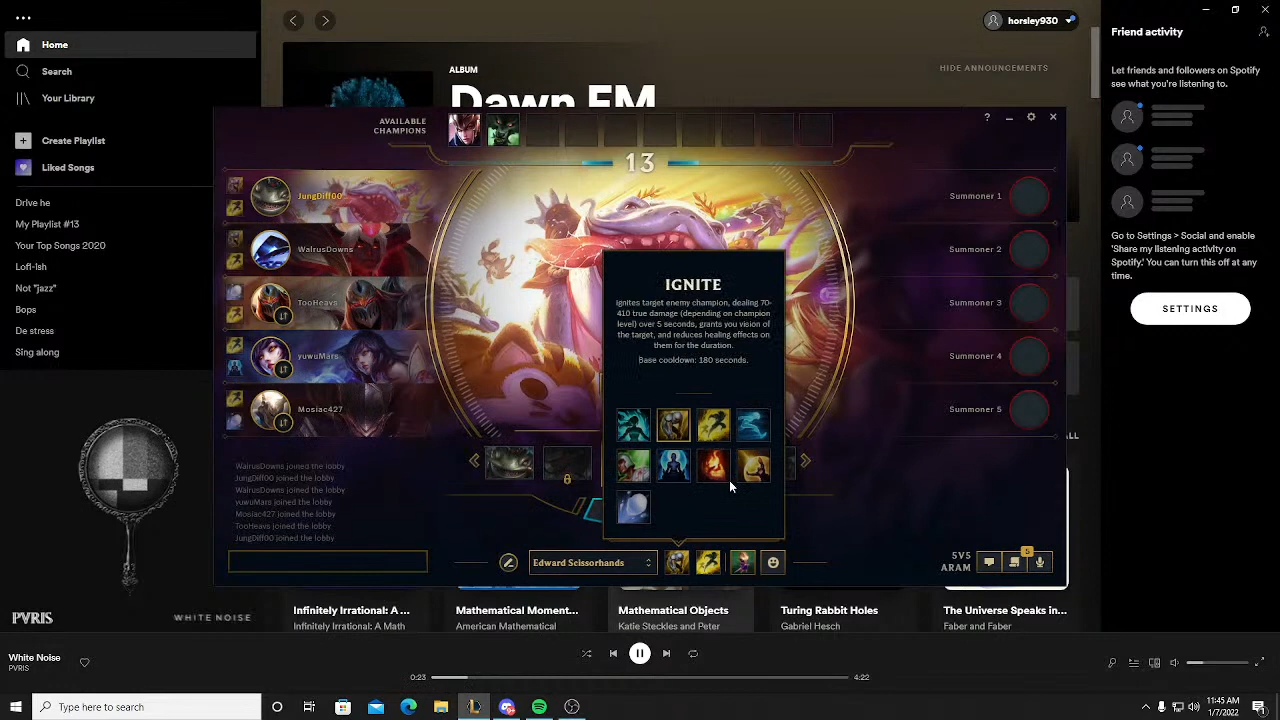 Home
Search
Your Library
Create Playlist
Liked Songs
Drive he
My Playlist #13
Your Top Songs 2020
Lofi-Ish
Not "jazz"
Bops
De stress
Sing along
PVRIS
WHITE NOISE
horsley930
ALBUM
Dawn FM
HIDE ANNOUNCEMENTS
AVAILABLE
CHAMPIONS
13
?
JungDiff00
WalrusDowns
TooHeavs
yuwuMars
Mosiac427
WalrusDowns joined the lobby
JungDiff00 joined the lobby
WalrusDowns joined the lobby
yuwuMars joined the lobby
Mosiac427 joined the lobby
TooHeavs joined the lobby
JungDiff00 joined the lobby
IGNITE
Ignites target enemy champion, dealing 70-
410 true damage (depending on champion
level) over 5 seconds, grants you vision of
the target, and reduces healing effects on
them for the duration.
Base cooldown: 180 seconds.
Edward Scissorhands
Summoner 1
Summoner 2
Summoner 3
Summoner 4
Summoner 5
5V5
ARAM
5
Friend activity
Let friends and followers on Spotify
see what you're listening to.
Go to Settings > Social and enable
'Share my listening activity on
Spotify.' You can turn this off at any
time.
SETTINGS
ALL
Infinitely Irrational: A ...
Infinitely Irrational: A Math
Mathematical Moment...
American Mathematical
Mathematical Objects
Katie Steckles and Peter
Turing Rabbit Holes
Gabriel Hesch
The Universe Speaks in...
Faber and Faber
White Noise
PVRIS
0:23
4:22
Type here to search
11:45 AM
1/7/2022